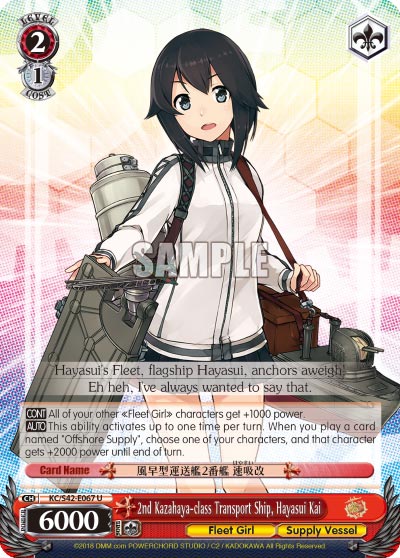 LEVEL
2
1
COST
SAMPLE
Hayasui's Fleet, flagship Hayasui, anchors aweigh!
Eh heh, I've always wanted to say that.
CONT All of your other «Fleet Girl» characters get +1000 power.
AUTO This ability activates up to one time per turn. When you play a card
named "Offshore Supply", choose one of your characters, and that character
gets +2000 power until end of turn.
Card Name 風早型運送艦2番艦 速吸改
CH KC/S42-E067 U
POWER 6000 2nd Kazahaya-class Transport Ship, Hayasui Kai
Fleet Girl Supply Vessel
©2018 DMM.com POWERCHORD STUDIO / C2 / KADOKAWA All Rights Reserved.